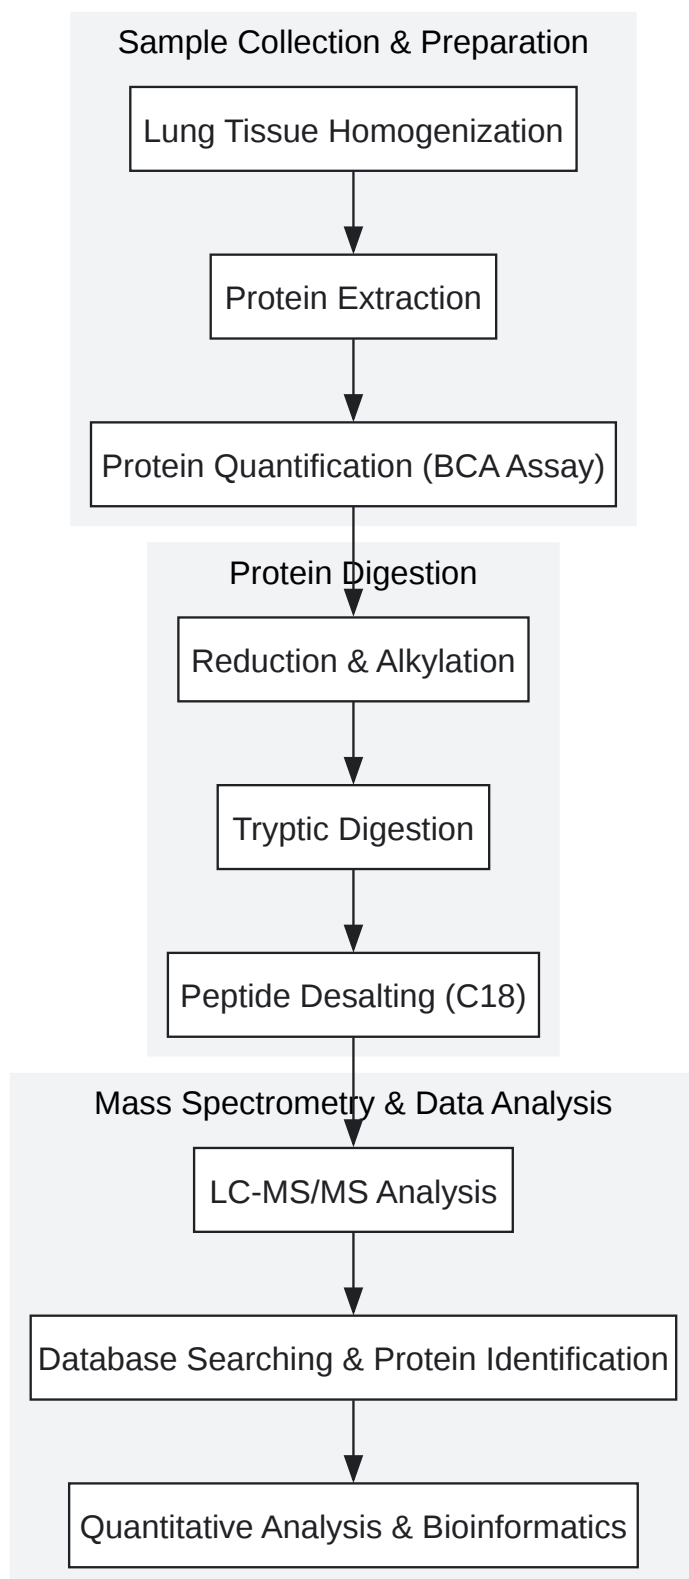 Sample Collection & Preparation
Lung Tissue Homogenization
Protein Extraction
Protein Quantification (BCA Assay)
Protein Digestion
Reduction & Alkylation
Tryptic Digestion
Peptide Desalting (C18)
Mass Spectrometry & Data Analysis
LC-MS/MS Analysis
Database Searching & Protein Identification
Quantitative Analysis & Bioinformatics